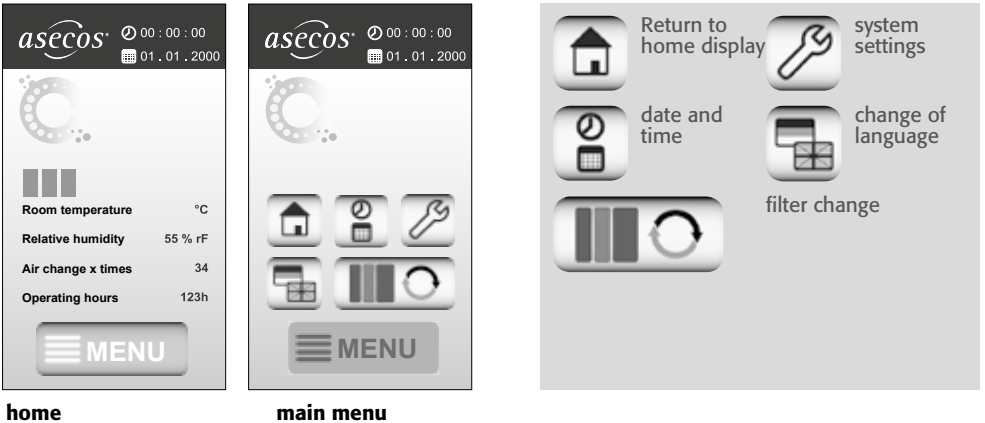 asecos
00 : 00 : 00
01 . 01 . 2000
Room temperature °C
Relative humidity 55 % rF
Air change x times 34
Operating hours 123h
MENU
home
asecos
00 : 00 : 00
01 . 01 . 2000
MENU
main menu
Return to
home display
system
settings
date and
time
change of
language
filter change